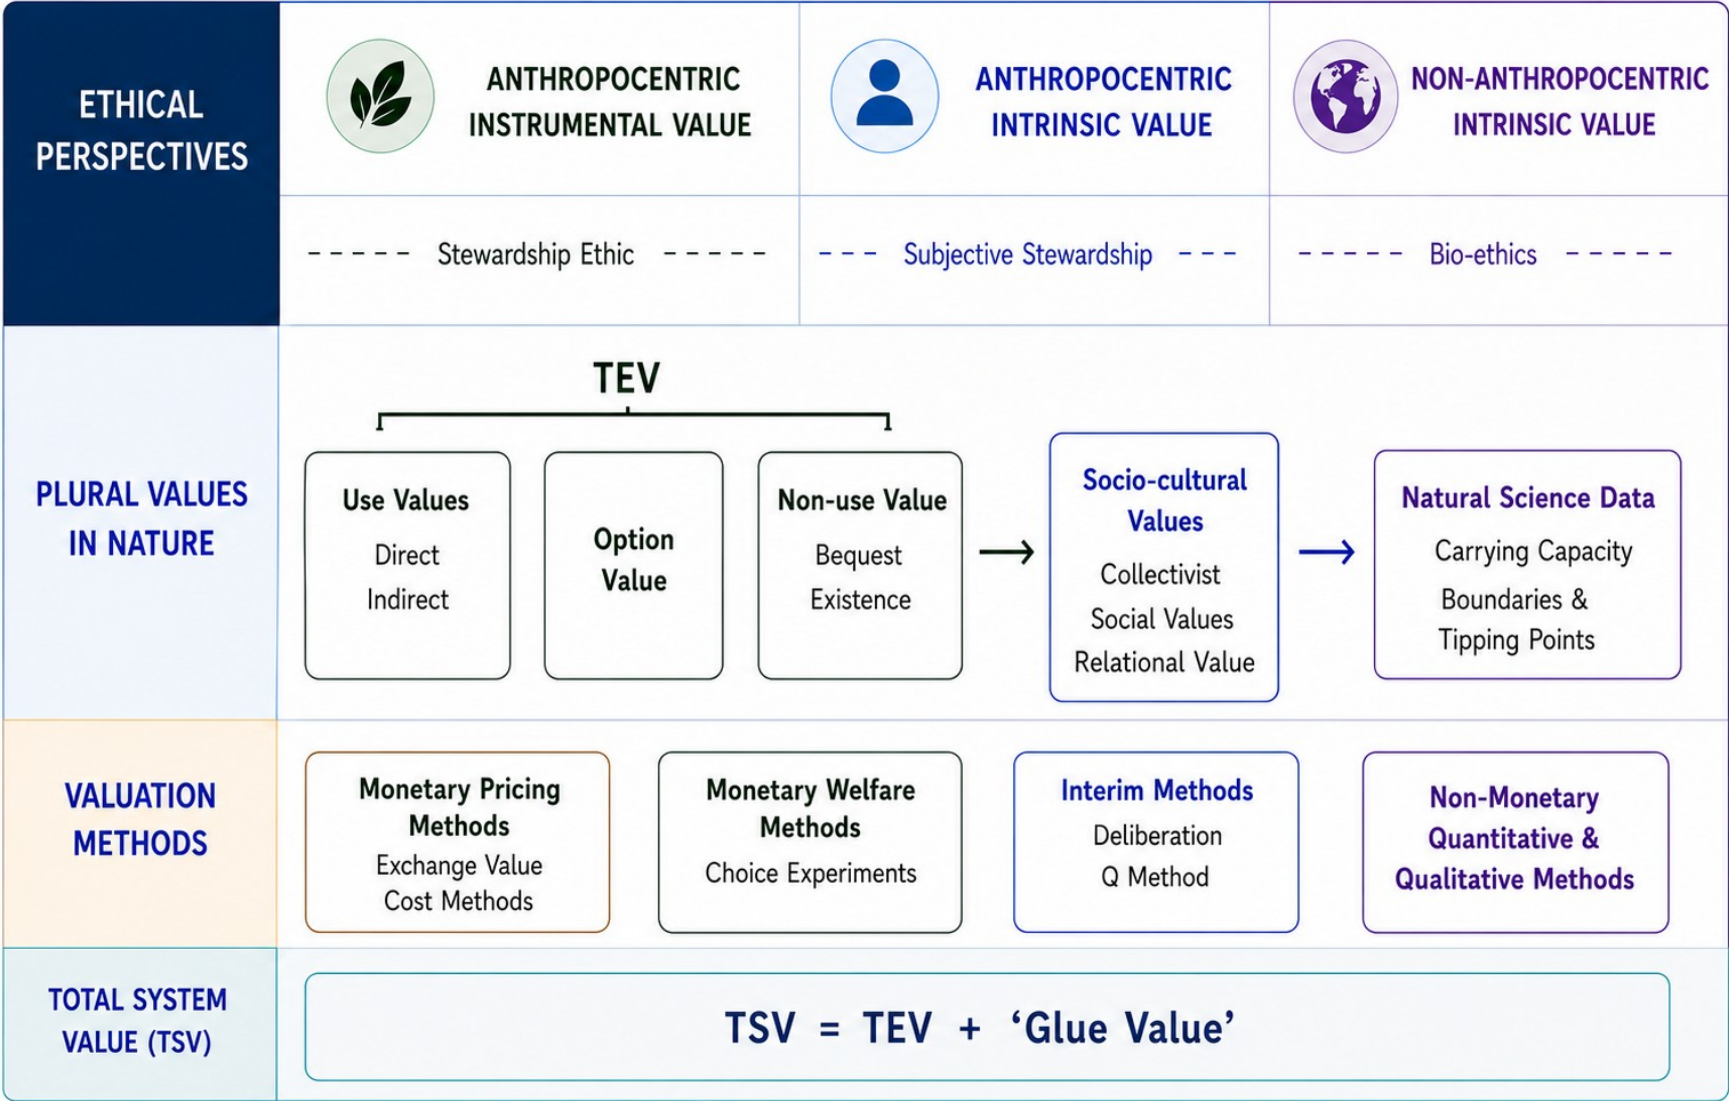 ETHICAL
PERSPECTIVES
ANTHROPOCENTRIC
INSTRUMENTAL VALUE
ANTHROPOCENTRIC
INTRINSIC VALUE
NON-ANTHROPOCENTRIC
INTRINSIC VALUE
Stewardship Ethic
Subjective Stewardship
Bio-ethics
PLURAL VALUES
IN NATURE
TEV
Use Values
Direct
Indirect
Option
Value
Non-use Value
Bequest
Existence
Socio-cultural
Values
Collectivist
Social Values
Relational Value
Natural Science Data
Carrying Capacity
Boundaries &
Tipping Points
VALUATION
METHODS
Monetary Pricing
Methods
Exchange Value
Cost Methods
Monetary Welfare
Methods
Choice Experiments
Interim Methods
Deliberation
Q Method
Non-Monetary
Quantitative &
Qualitative Methods
TOTAL SYSTEM
VALUE (TSV)
TSV = TEV + ‘Glue Value’